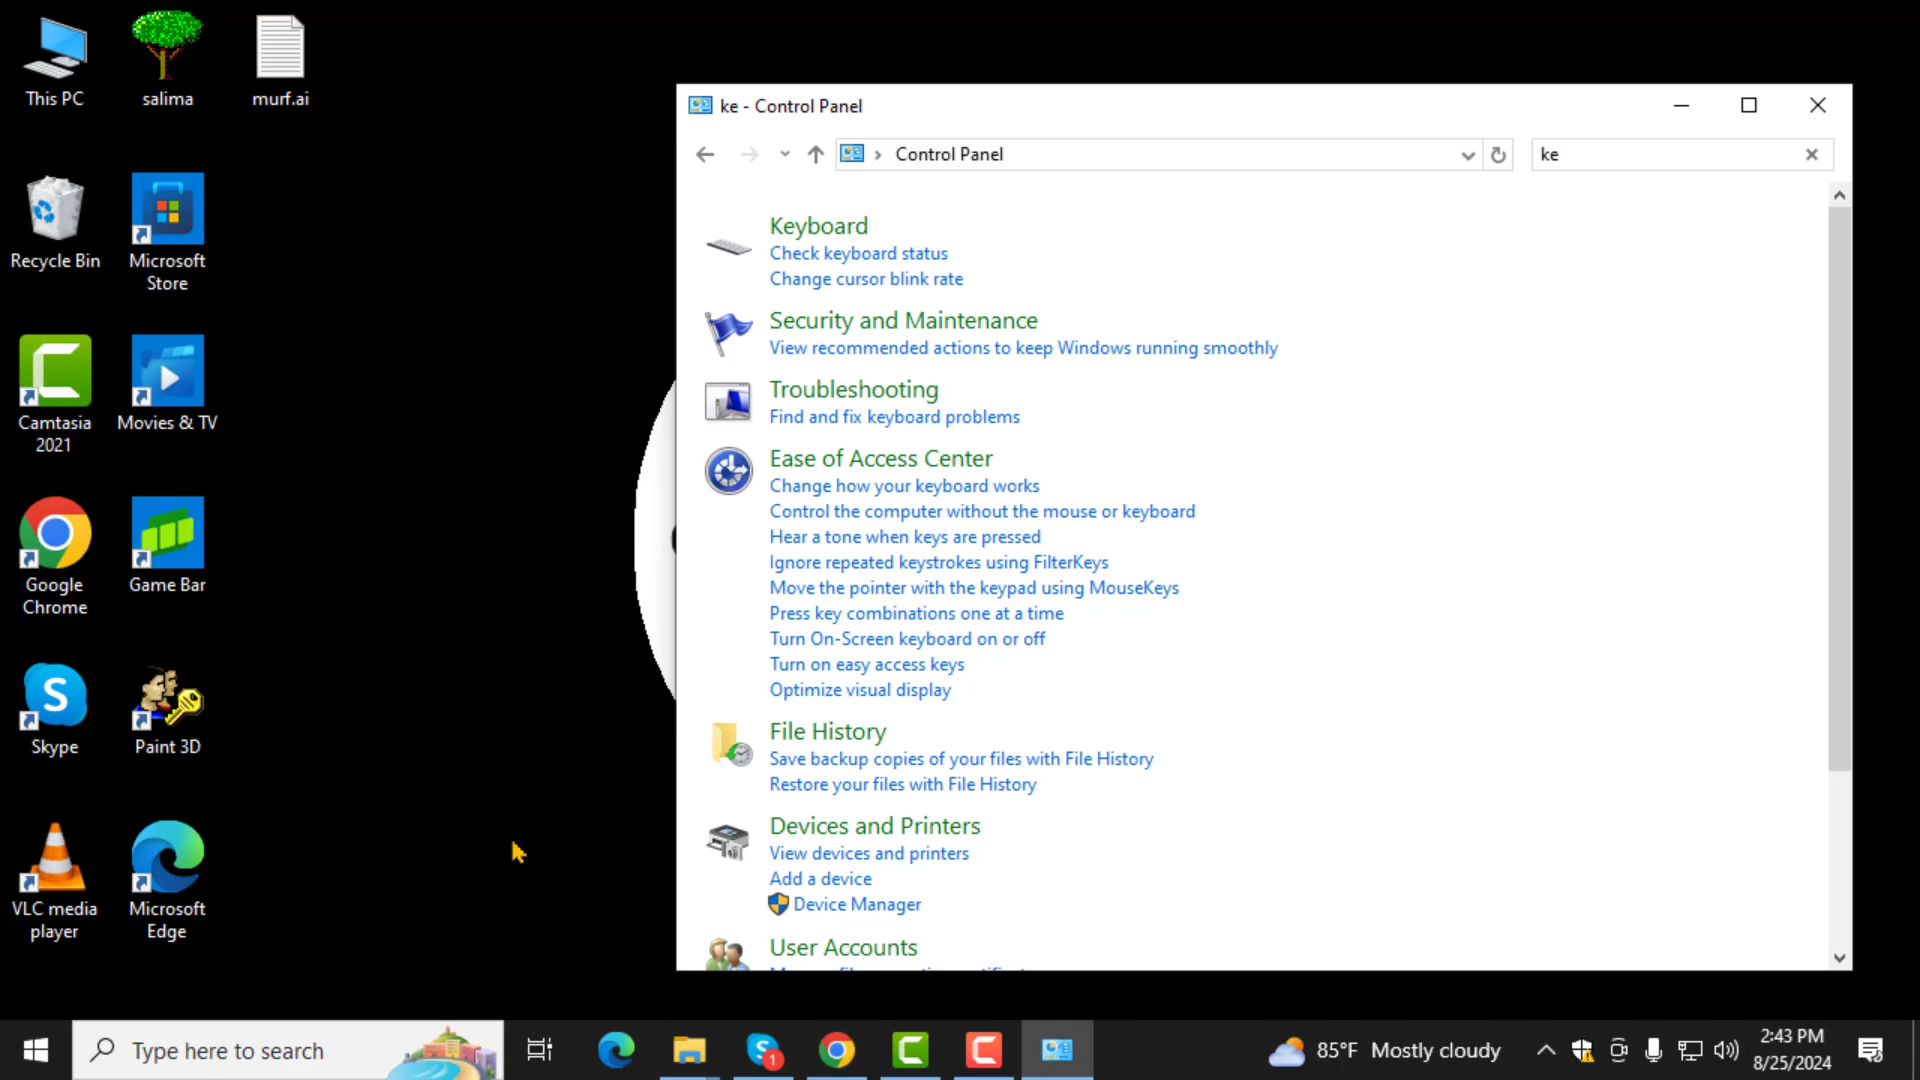 This PC
salima
murf.ai
Recycle Bin
Microsoft
Store
Camtasia
2021
Movies & TV
Google
Chrome
Game Bar
Skype
Paint 3D
VLC media
player
Microsoft
Edge
ke - Control Panel
Control Panel
ke
Keyboard
Check keyboard status
Change cursor blink rate
Security and Maintenance
View recommended actions to keep Windows running smoothly
Troubleshooting
Find and fix keyboard problems
Ease of Access Center
Change how your keyboard works
Control the computer without the mouse or keyboard
Hear a tone when keys are pressed
Ignore repeated keystrokes using FilterKeys
Move the pointer with the keypad using MouseKeys
Press key combinations one at a time
Turn On-Screen keyboard on or off
Turn on easy access keys
Optimize visual display
File History
Save backup copies of your files with File History
Restore your files with File History
Devices and Printers
View devices and printers
Add a device
Device Manager
User Accounts
Type here to search
1
85°F Mostly cloudy
2:43 PM
8/25/2024